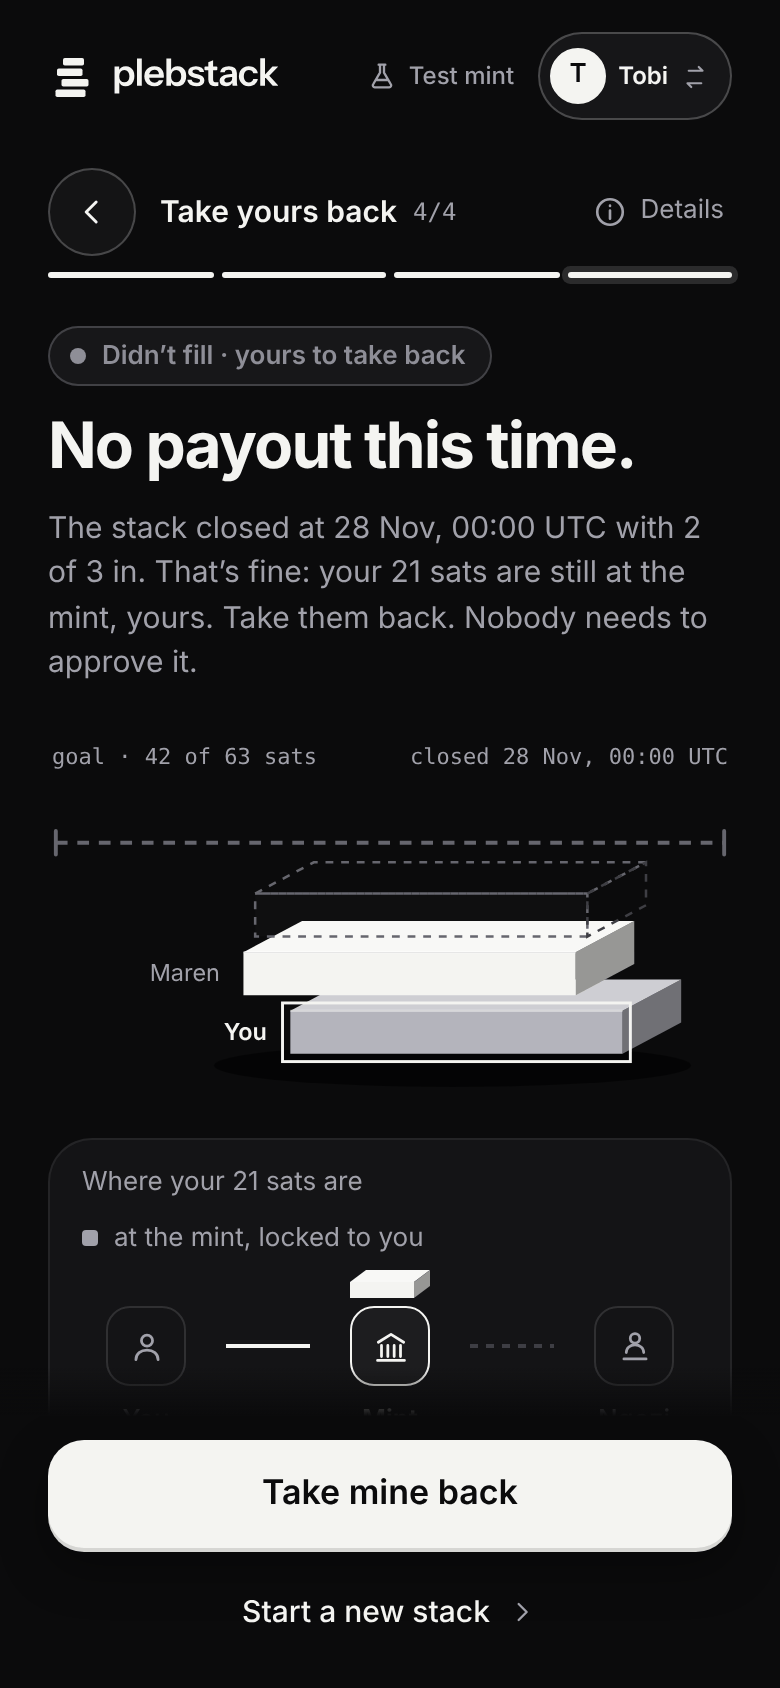 plebstack
Test mint
T
Tobi
Take yours back 4/4
Details
Didn’t fill · yours to take back
No payout this time.
The stack closed at 28 Nov, 00:00 UTC with 2
of 3 in. That’s fine: your 21 sats are still at the
mint, yours. Take them back. Nobody needs to
approve it.
goal · 42 of 63 sats
closed 28 Nov, 00:00 UTC
Maren
You
Where your 21 sats are
at the mint, locked to you
Take mine back
Start a new stack